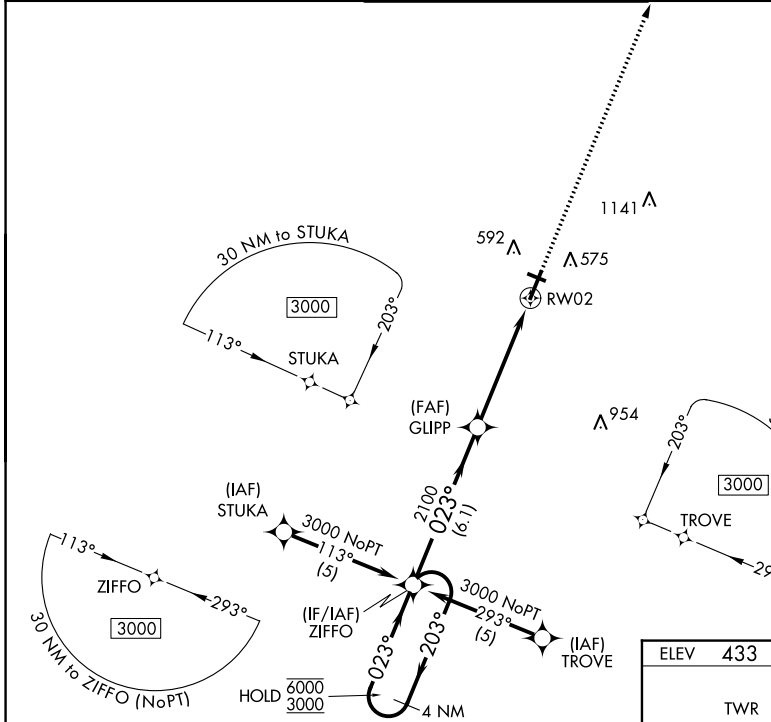 1141
592
575
RW02
30 NM to STUKA
3000
203°
113°
STUKA
(FAF)
GLIPP
954
203°
3000
TROVE
(IAF)
STUKA
2100
023°
(6.1)
3000 NoPT
113°
(5)
113°
293°
ZIFFO
3000
30 NM to ZIFFO (NoPT)
(IF/IAF)
ZIFFO
3000 NoPT
293°
(5)
(IAF)
TROVE
023°
203°
HOLD
6000
3000
4 NM
ELEV 433
TWR